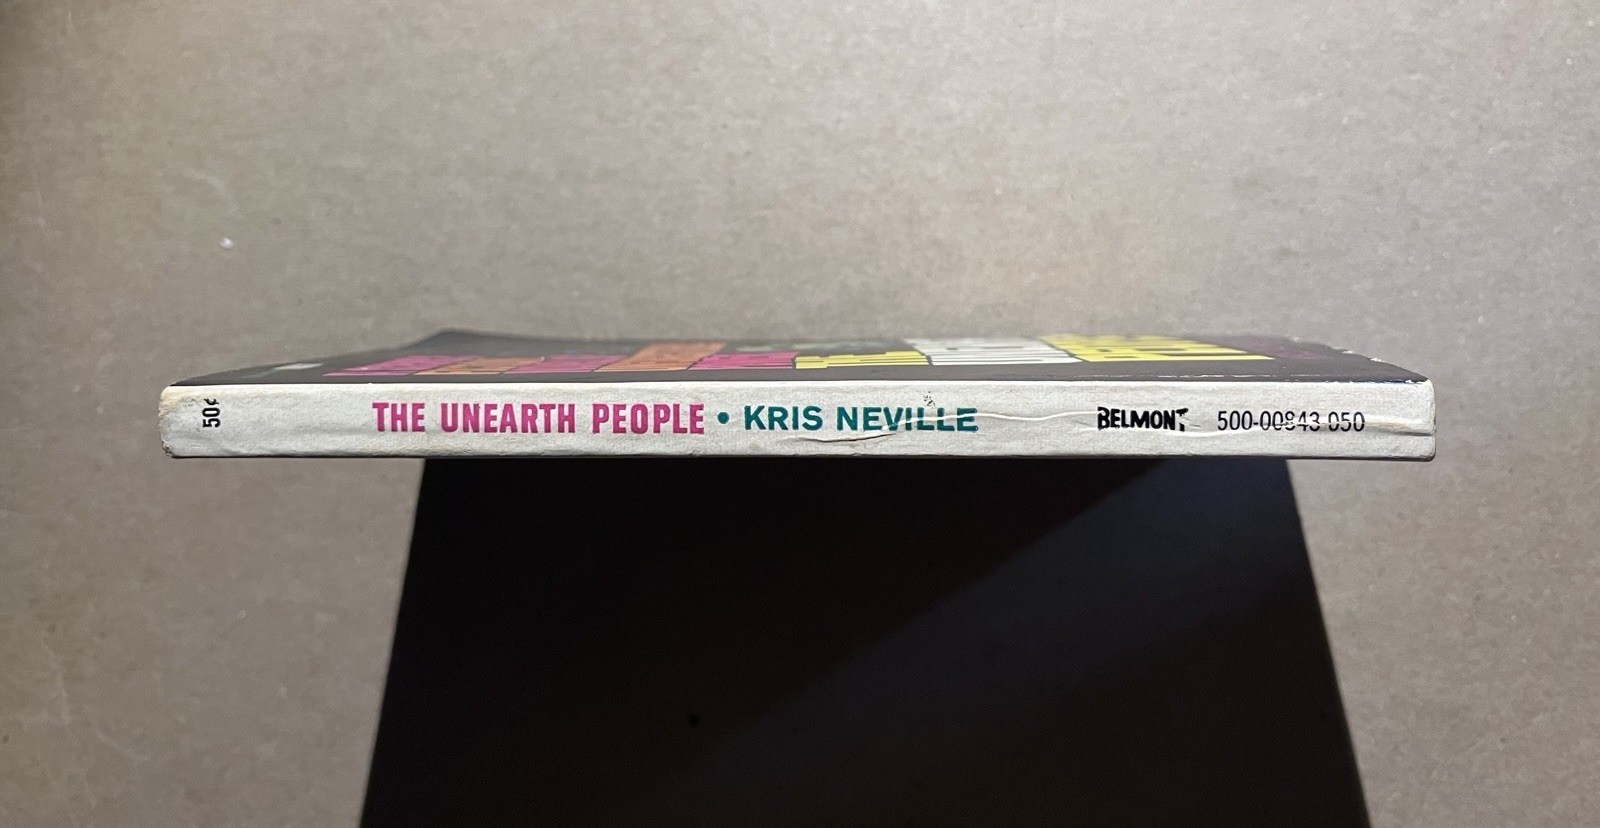 50¢
THE UNEARTH PEOPLE • KRIS NEVILLE BELMONT 500-00843-050